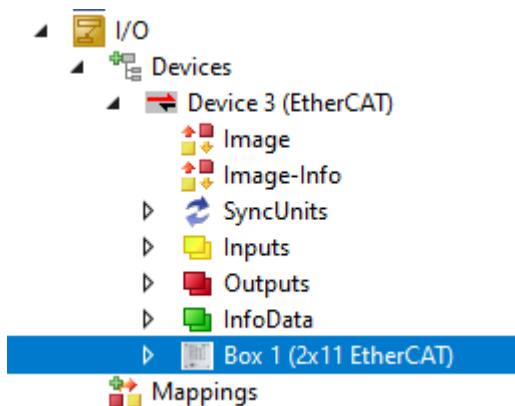 I/O
Devices
Device 3 (EtherCAT)
Image
Image-Info
SyncUnits
Inputs
Outputs
InfoData
Box 1 (2x11 EtherCAT)
Mappings